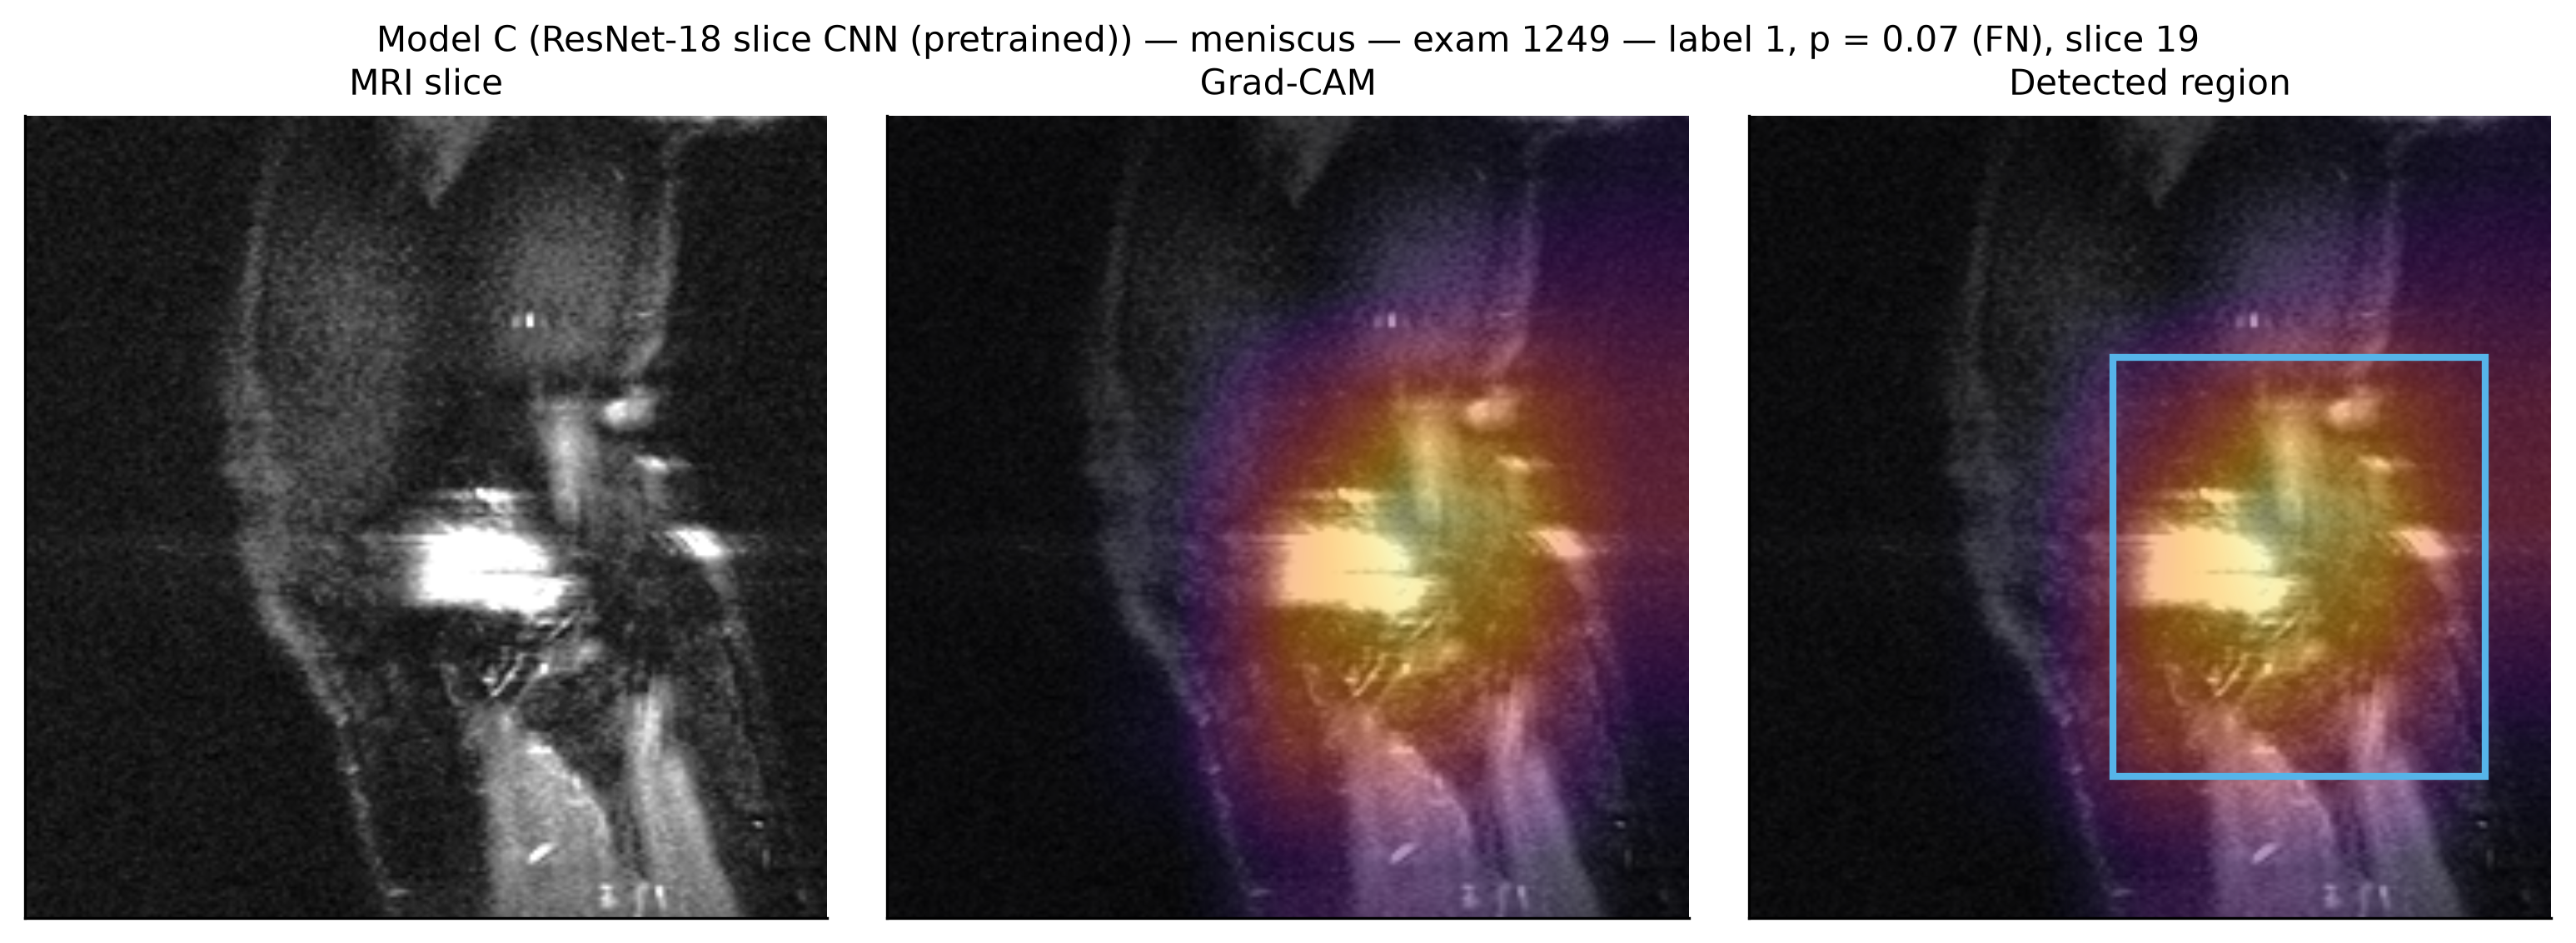 Model C (ResNet-18 slice CNN (pretrained)) — meniscus — exam 1249 — label 1, p = 0.07 (FN), slice 19
MRI slice
Grad-CAM
Detected region